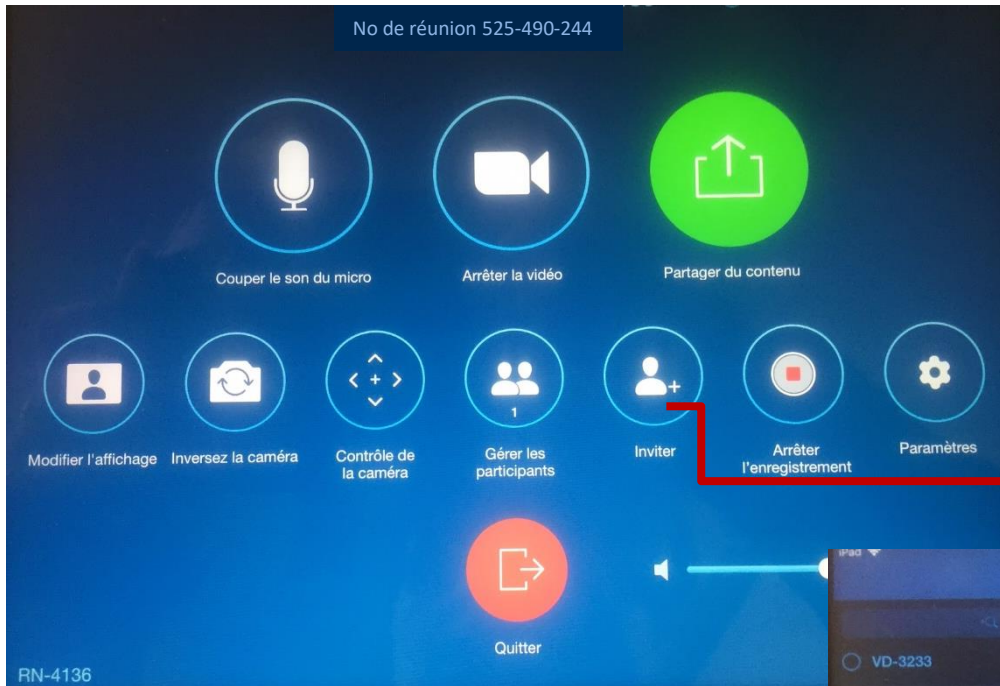 No de réunion 525-490-244
Couper le son du micro
Arrêter la vidéo
Partager du contenu
Modifier l'affichage
Inversez la caméra
Contrôle de
la caméra
1
Gérer les
participants
Inviter
Arrêter
l'enregistrement
Paramètres
Quitter
iPad
VD-3233
RN-4136